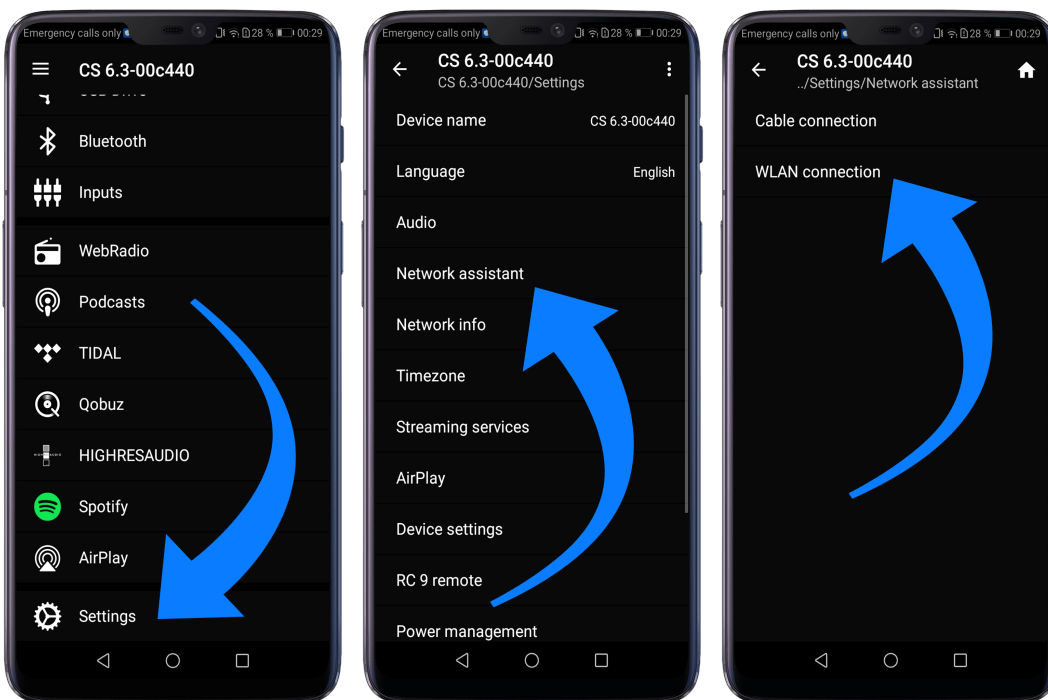 Emergency calls only
28 %
00:29
CS 6.3-00c440
Bluetooth
Inputs
WebRadio
Podcasts
TIDAL
Qobuz
HIGHRESAUDIO
Spotify
AirPlay
Settings
Emergency calls only
28 %
00:29
CS 6.3-00c440
CS 6.3-00c440/Settings
Device name CS 6.3-00c440
Language English
Audio
Network assistant
Network info
Timezone
Streaming services
AirPlay
Device settings
RC 9 remote
Power management
Emergency calls only
28 %
00:29
CS 6.3-00c440
../Settings/Network assistant
Cable connection
WLAN connection